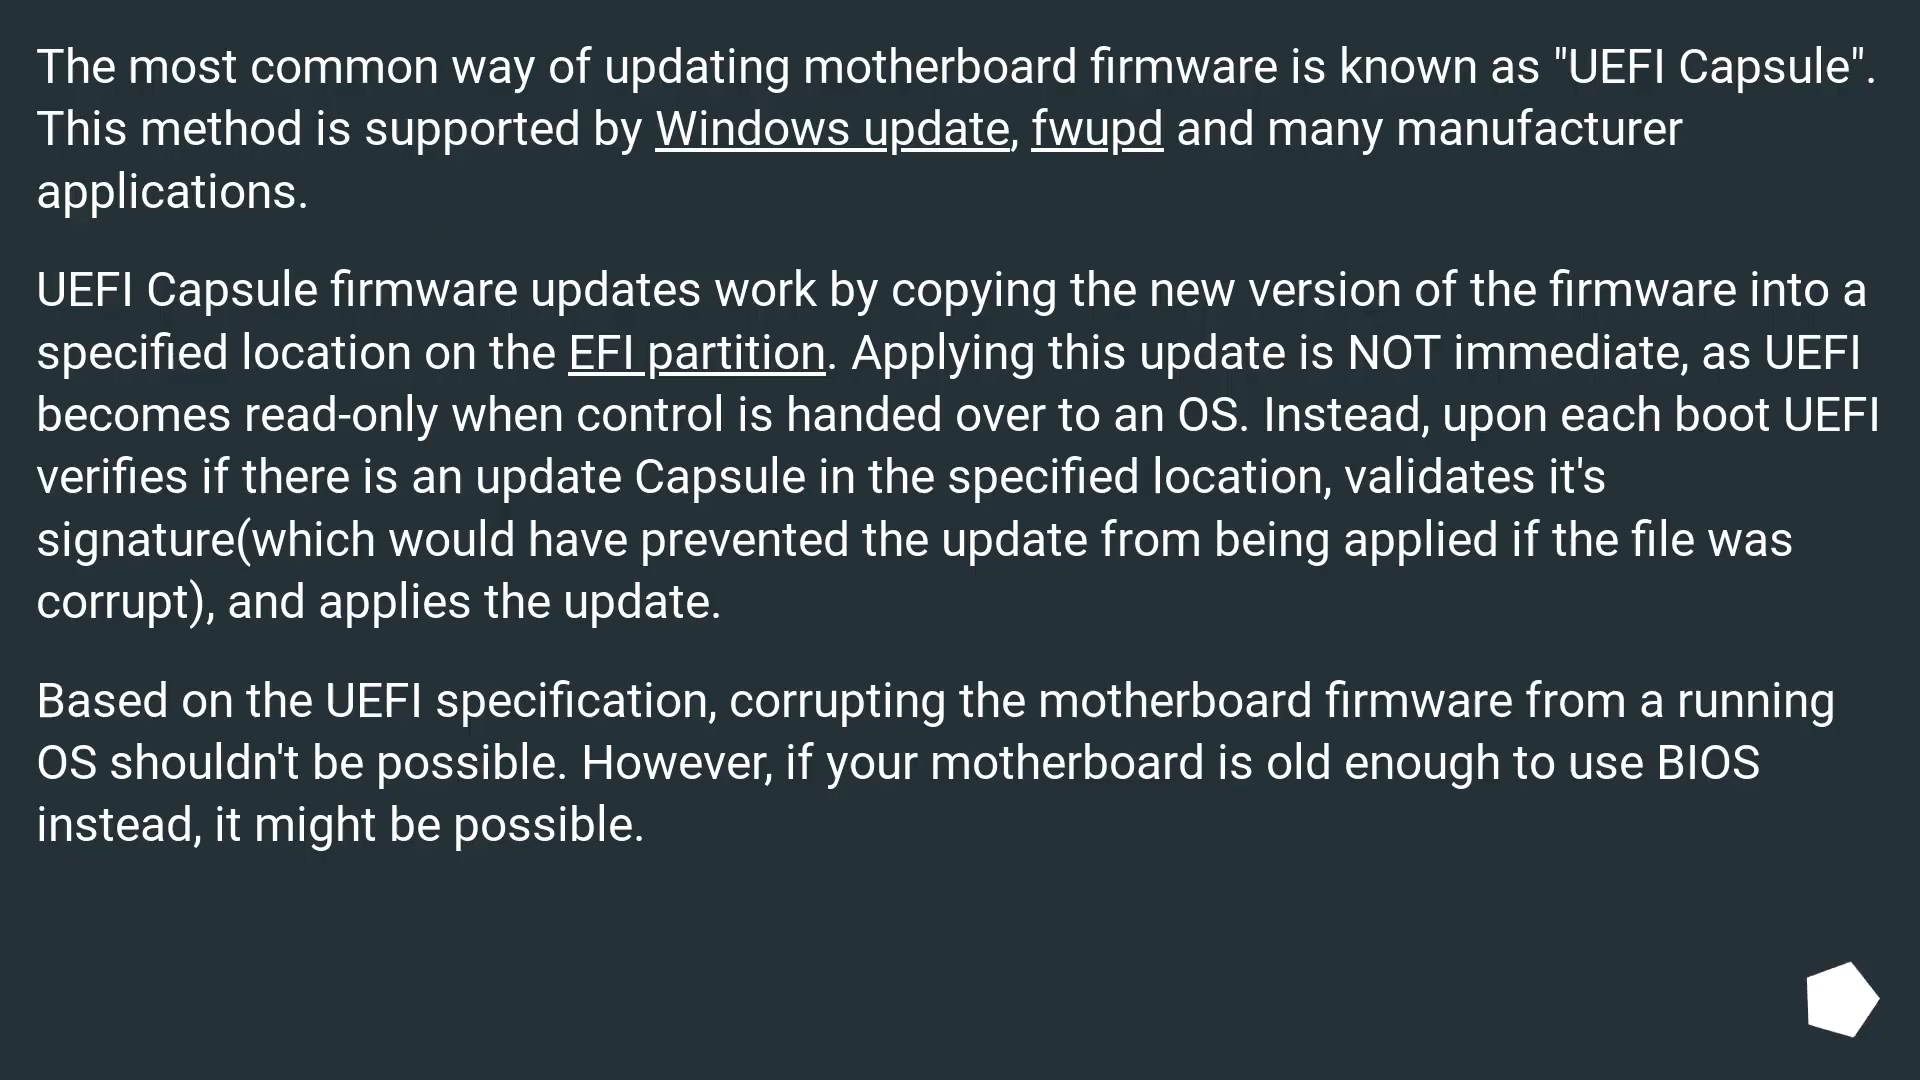 The most common way of updating motherboard firmware is known as "UEFI Capsule".
This method is supported by Windows update, fwupd and many manufacturer
applications.
UEFI Capsule firmware updates work by copying the new version of the firmware into a
specified location on the EFI partition. Applying this update is NOT immediate, as UEFI
becomes read-only when control is handed over to an OS. Instead, upon each boot UEFI
verifies if there is an update Capsule in the specified location, validates it's
signature(which would have prevented the update from being applied if the file was
corrupt), and applies the update.
Based on the UEFI specification, corrupting the motherboard firmware from a running
OS shouldn't be possible. However, if your motherboard is old enough to use BIOS
instead, it might be possible.